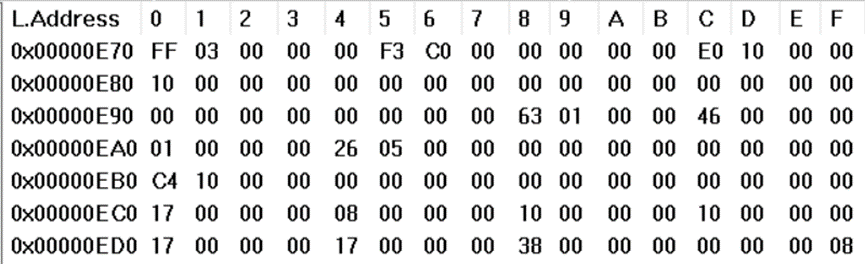 L.Address 0 1 2 3 4 5 6 7 8 9 A B C D E F
0x00000E70 FF 03 00 00 00 F3 C0 00 00 00 00 00 E0 10 00 00
0x00000E80 10 00 00 00 00 00 00 00 00 00 00 00 00 00 00 00
0x00000E90 00 00 00 00 00 00 00 00 63 01 00 00 46 00 00 00
0x00000EA0 01 00 00 00 26 05 00 00 00 00 00 00 00 00 00 00
0x00000EB0 C4 10 00 00 00 00 00 00 00 00 00 00 00 00 00 00
0x00000EC0 17 00 00 00 08 00 00 00 10 00 00 00 10 00 00 00
0x00000ED0 17 00 00 00 17 00 00 00 38 00 00 00 00 00 00 08